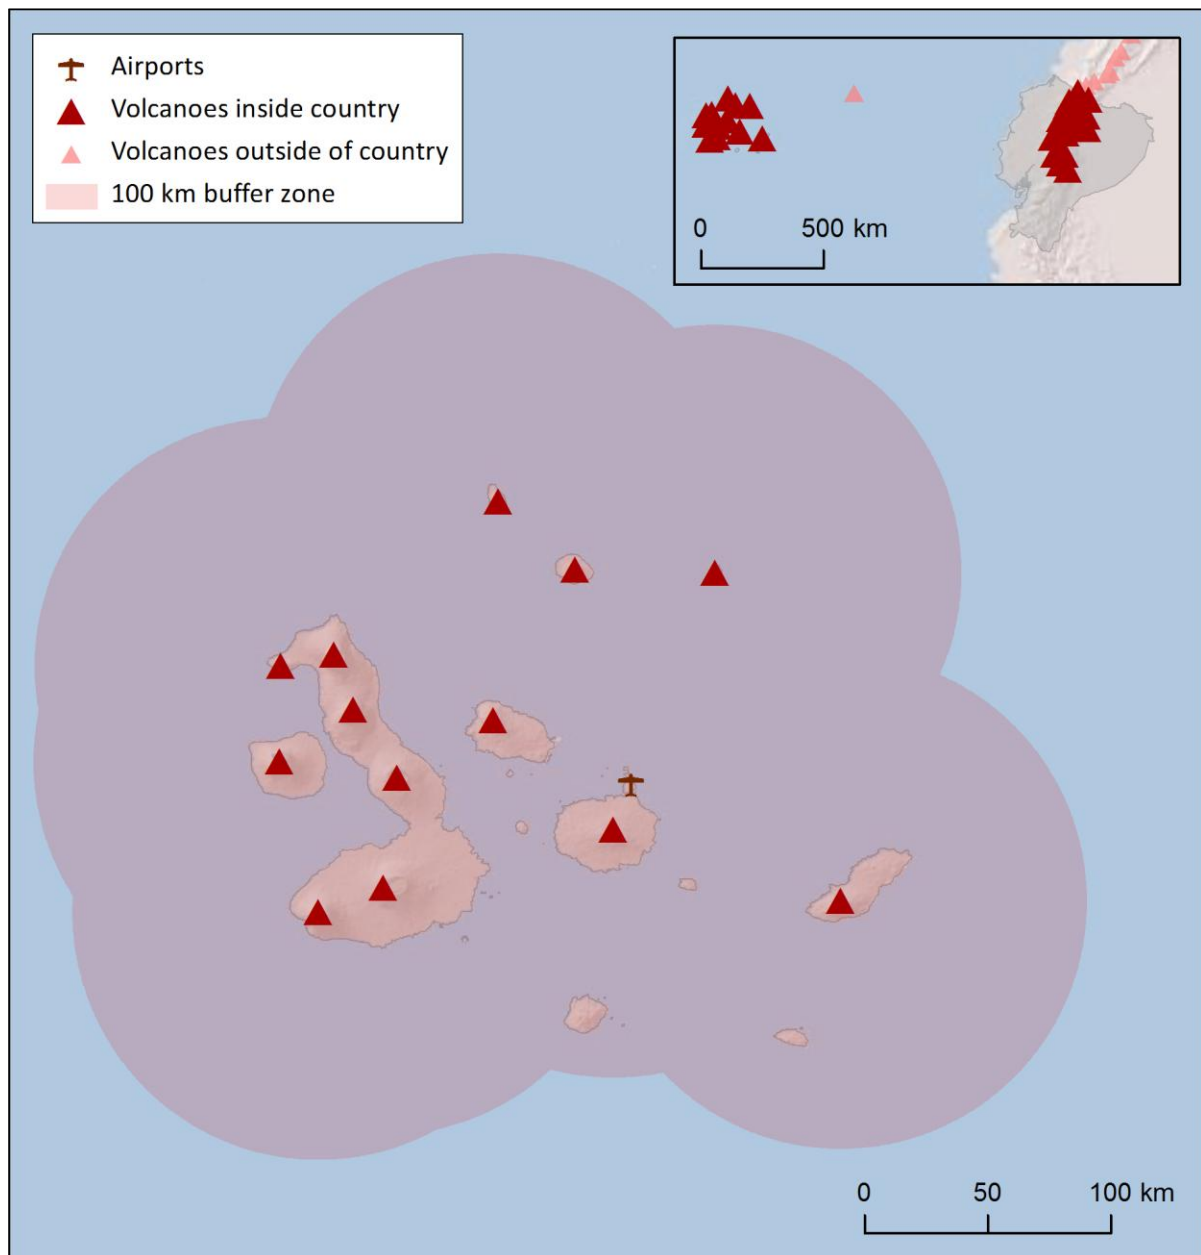 Airports
Volcanoes inside country
Volcanoes outside of country
100 km buffer zone
0 500 km
0 50 100 km